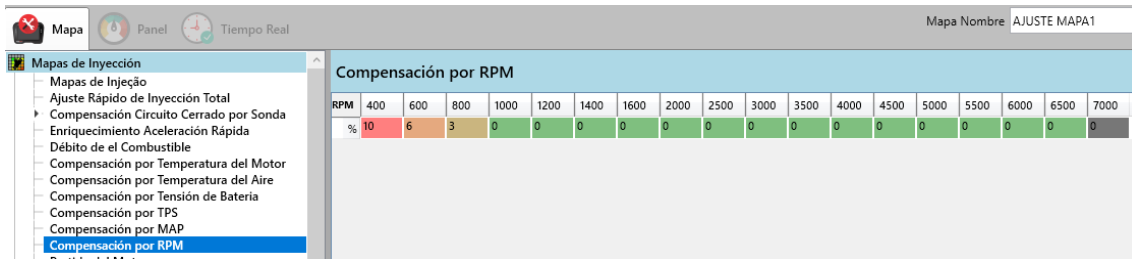 Mapa Panel Tiempo Real Mapa Nombre AJUSTE MAPA1
Mapas de Inyección
Mapas de Injeção
Ajuste Rápido de Inyección Total
Compensación Circuito Cerrado por Sonda
Enriquecimiento Aceleración Rápida
Débito de el Combustible
Compensación por Temperatura del Motor
Compensación por Temperatura del Aire
Compensación por Tensión de Bateria
Compensación por TPS
Compensación por MAP
Compensación por RPM
Compensación por RPM
RPM 400 600 800 1000 1200 1400 1600 2000 2500 3000 3500 4000 4500 5000 5500 6000 6500 7000
% 10 6 3 0 0 0 0 0 0 0 0 0 0 0 0 0 0 0